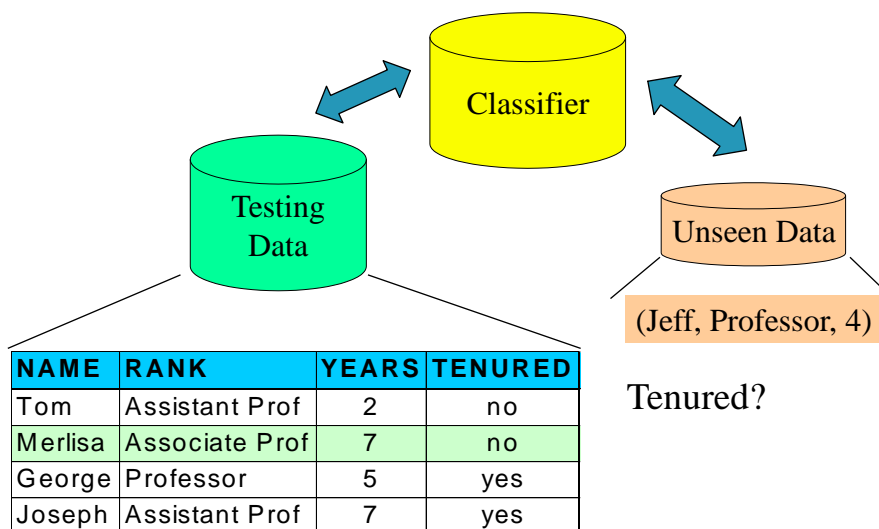 Classifier
Testing
Data
Unseen Data
(Jeff, Professor, 4)
NAME RANK YEARS TENURED
Tom Assistant Prof 2 no
Merlisa Associate Prof 7 no
George Professor 5 yes
Joseph Assistant Prof 7 yes
Tenured?